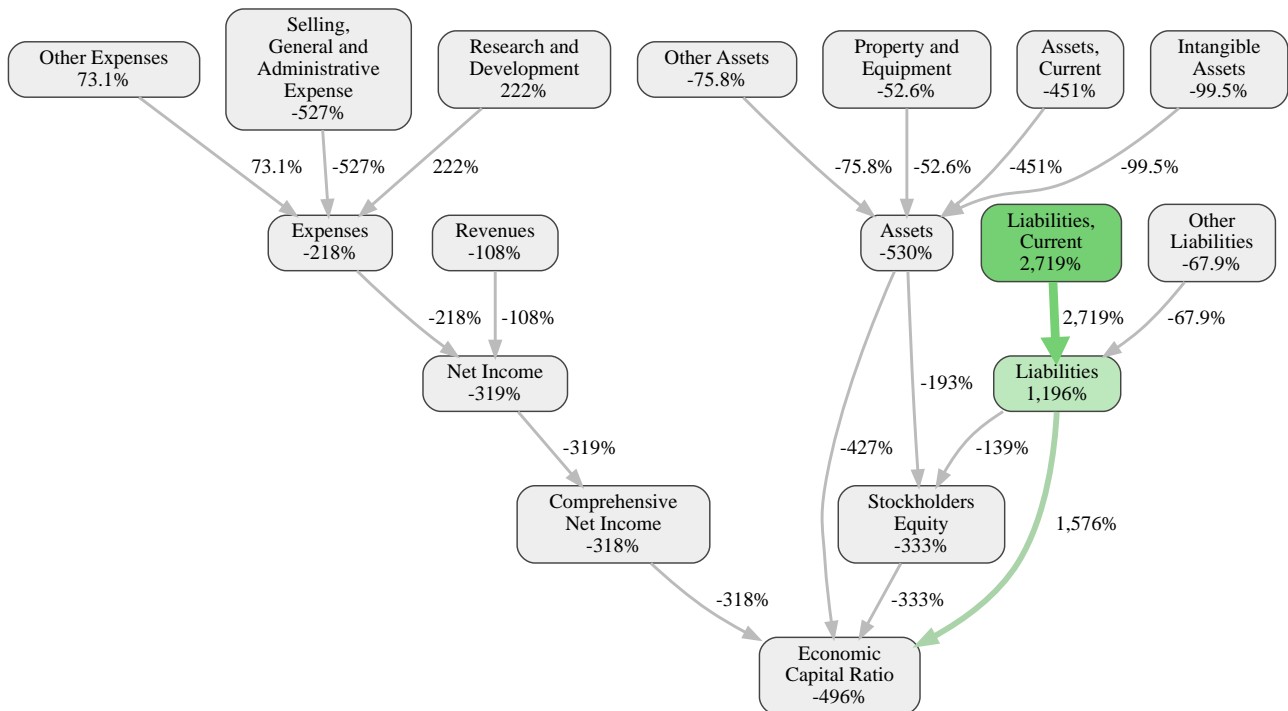 Other Expenses
73.1%
Selling,
General and
Administrative
Expense
-527%
Research and
Development
222%
Other Assets
-75.8%
Property and
Equipment
-52.6%
Assets,
Current
-451%
Intangible
Assets
-99.5%
73.1%
-527%
222%
-75.8%
-52.6%
-451%
-99.5%
Expenses
-218%
Revenues
-108%
Assets
-530%
Liabilities,
Current
2,719%
Other
Liabilities
-67.9%
-218%
-108%
2,719%
-67.9%
Net Income
-319%
-193%
Liabilities
1,196%
-319%
-427%
-139%
Comprehensive
Net Income
-318%
Stockholders
Equity
-333%
1,576%
-318%
-333%
Economic
Capital Ratio
-496%